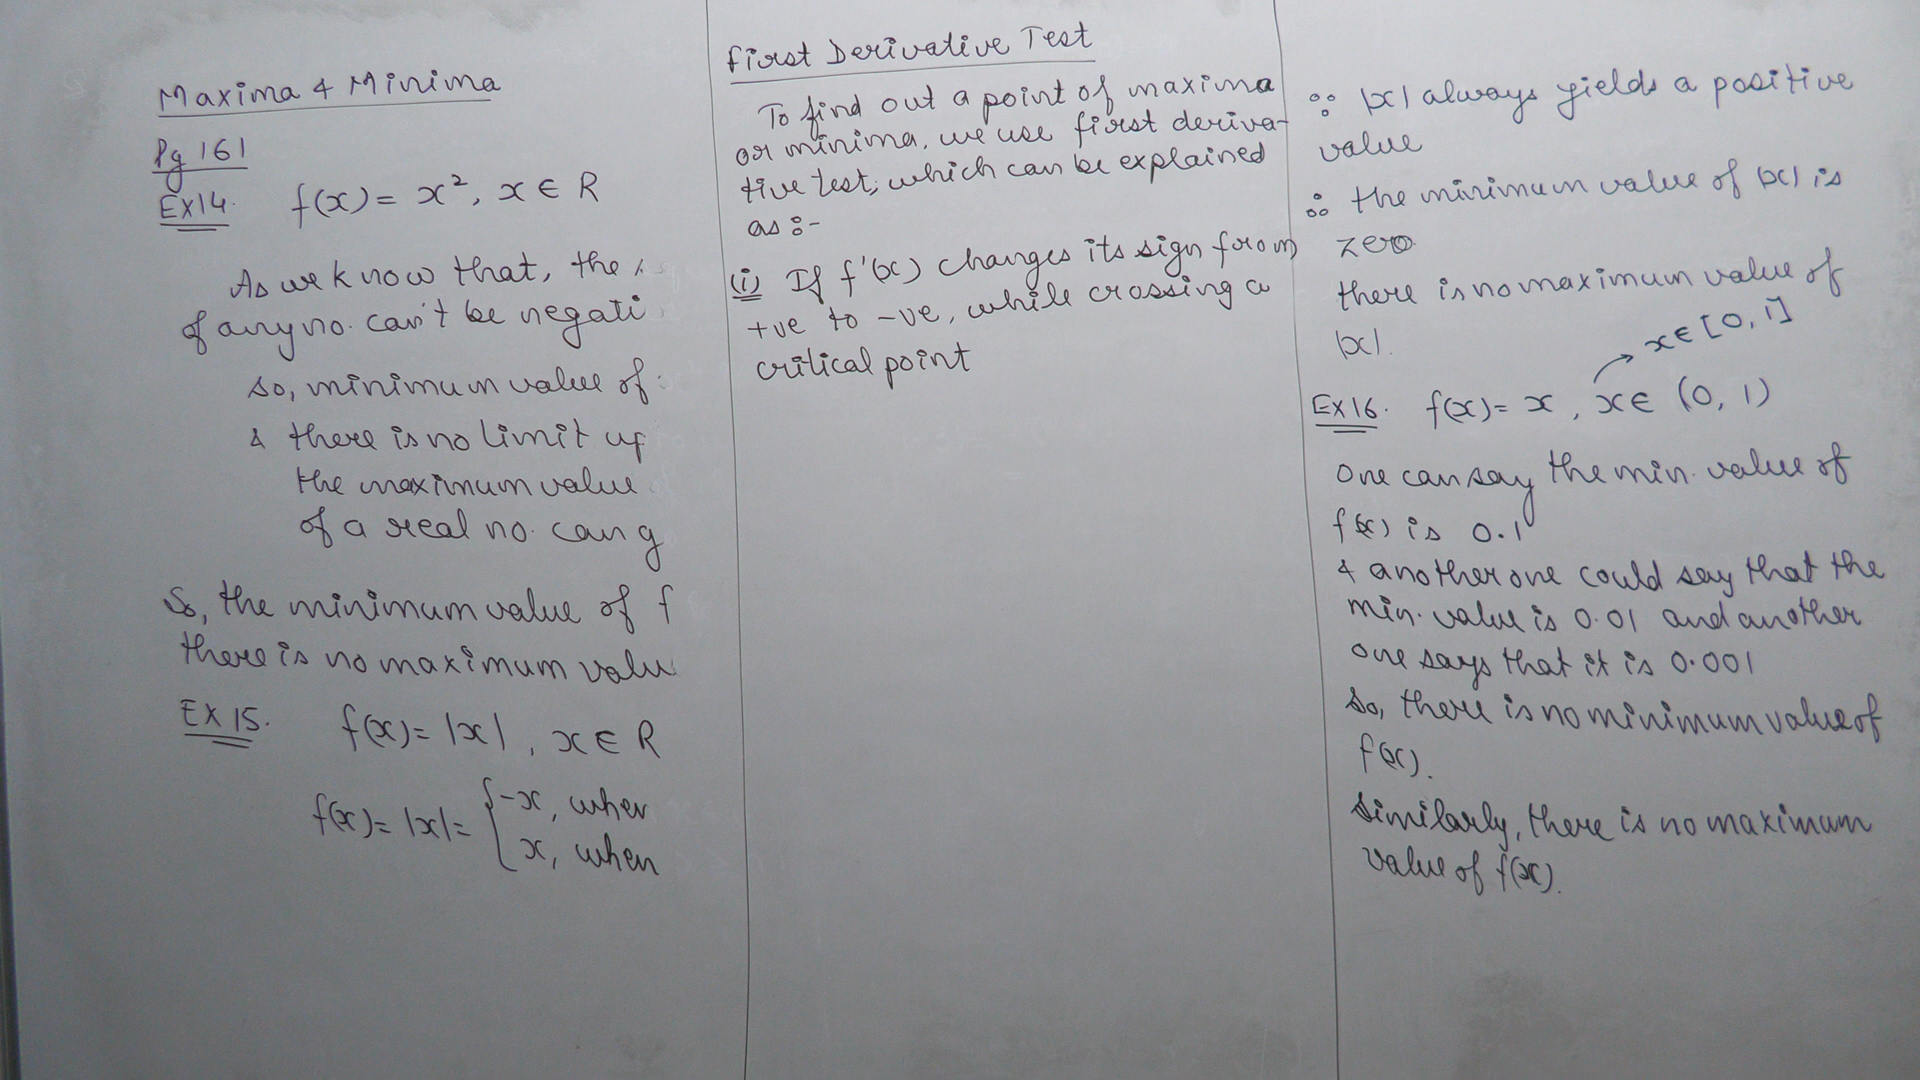 Maxima & Minima
Pg 161
EX14. f(x) = x², x ∈ R
As we know that, the
of any no. can't be negati
so, minimum value of
& there is no limit up
the maximum value
of a real no. can g
So, the minimum value of f
there is no maximum valu
EX 15. f(x) = |x|, x ∈ R
f(x) = |x| = { -x, when
x, when
First Derivative Test
To find out a point of maxima
or minima, we use first deriva-
tive test, which can be explained
as :-
(i) If f'(x) changes its sign from
+ve to -ve, while crossing a
critical point
∵ |x| always yields a positive
value
∴ the minimum value of |x| is
zero.
there is no maximum value of
|x|.
x ∈ [0, 1]
EX 16. f(x) = x, x ∈ (0, 1)
One can say the min. value of
f(x) is 0.1
& another one could say that the
min. value is 0.01 and another
one says that it is 0.001
So, there is no minimum value of
f(x).
Similarly, there is no maximum
value of f(x).